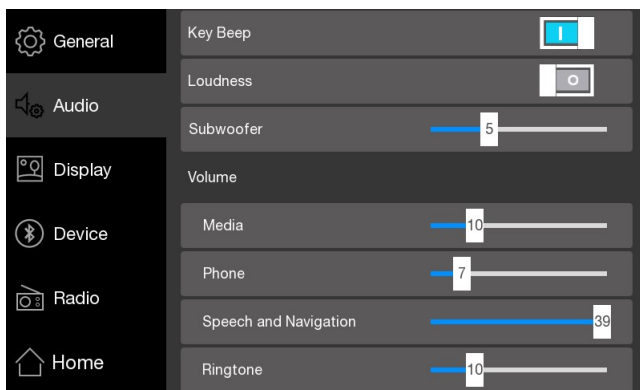 General
Audio
Display
Device
Radio
Home
Key Beep
Loudness
Subwoofer 5
Volume
Media 10
Phone 7
Speech and Navigation 39
Ringtone 10